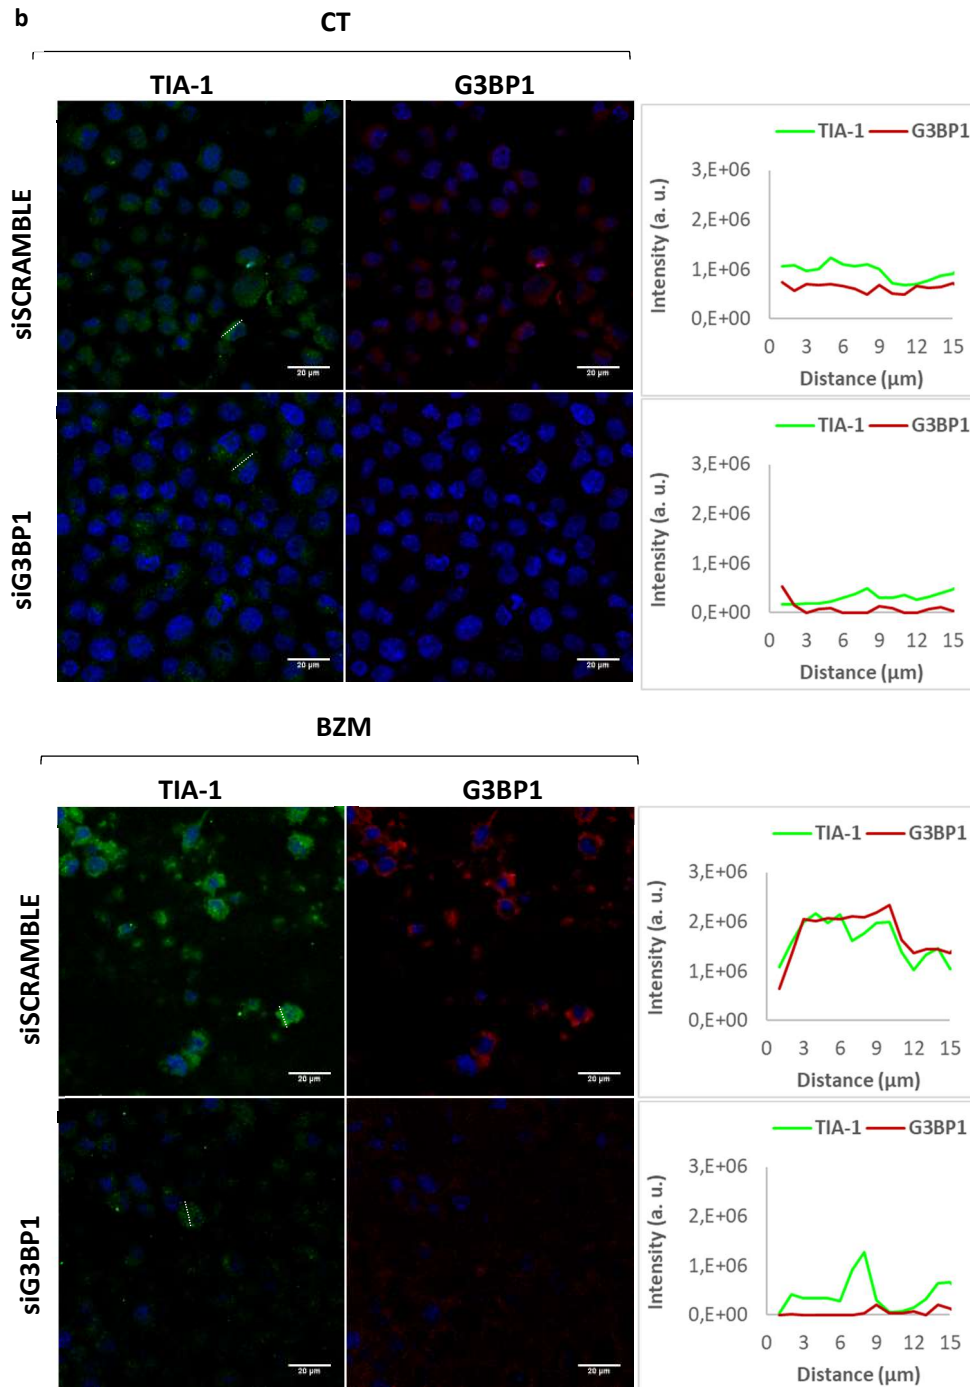 b
CT
TIA-1 G3BP1
siSCRAMBLE
20 µm 20 µm
TIA-1 G3BP1
Intensity (a. u.)
3,E+06
2,E+06
1,E+06
0,E+00
0 3 6 9 12 15
Distance (µm)
siG3BP1
20 µm 20 µm
TIA-1 G3BP1
Intensity (a. u.)
3,E+06
2,E+06
1,E+06
0,E+00
0 3 6 9 12 15
Distance (µm)
BZM
TIA-1 G3BP1
siSCRAMBLE
20 µm 20 µm
TIA-1 G3BP1
Intensity (a. u.)
3,E+06
2,E+06
1,E+06
0,E+00
0 3 6 9 12 15
Distance (µm)
siG3BP1
20 µm 20 µm
TIA-1 G3BP1
Intensity (a. u.)
3,E+06
2,E+06
1,E+06
0,E+00
0 3 6 9 12 15
Distance (µm)